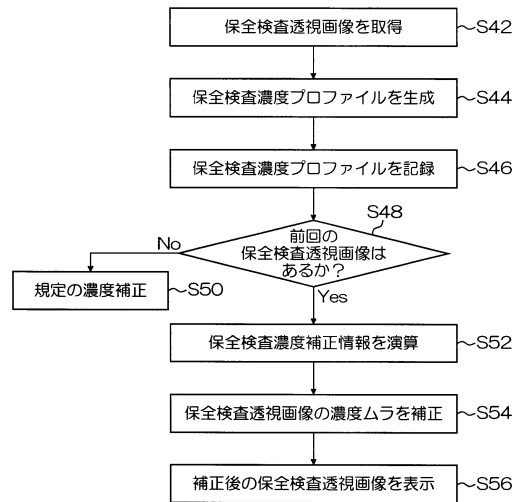 保全検査透視画像を取得
S42
保全検査濃度プロファイルを生成
S44
保全検査濃度プロファイルを記録
S46
S48
前回の
保全検査透視画像は
あるか？
No
規定の濃度補正
S50
Yes
保全検査濃度補正情報を演算
S52
保全検査透視画像の濃度ムラを補正
S54
補正後の保全検査透視画像を表示
S56